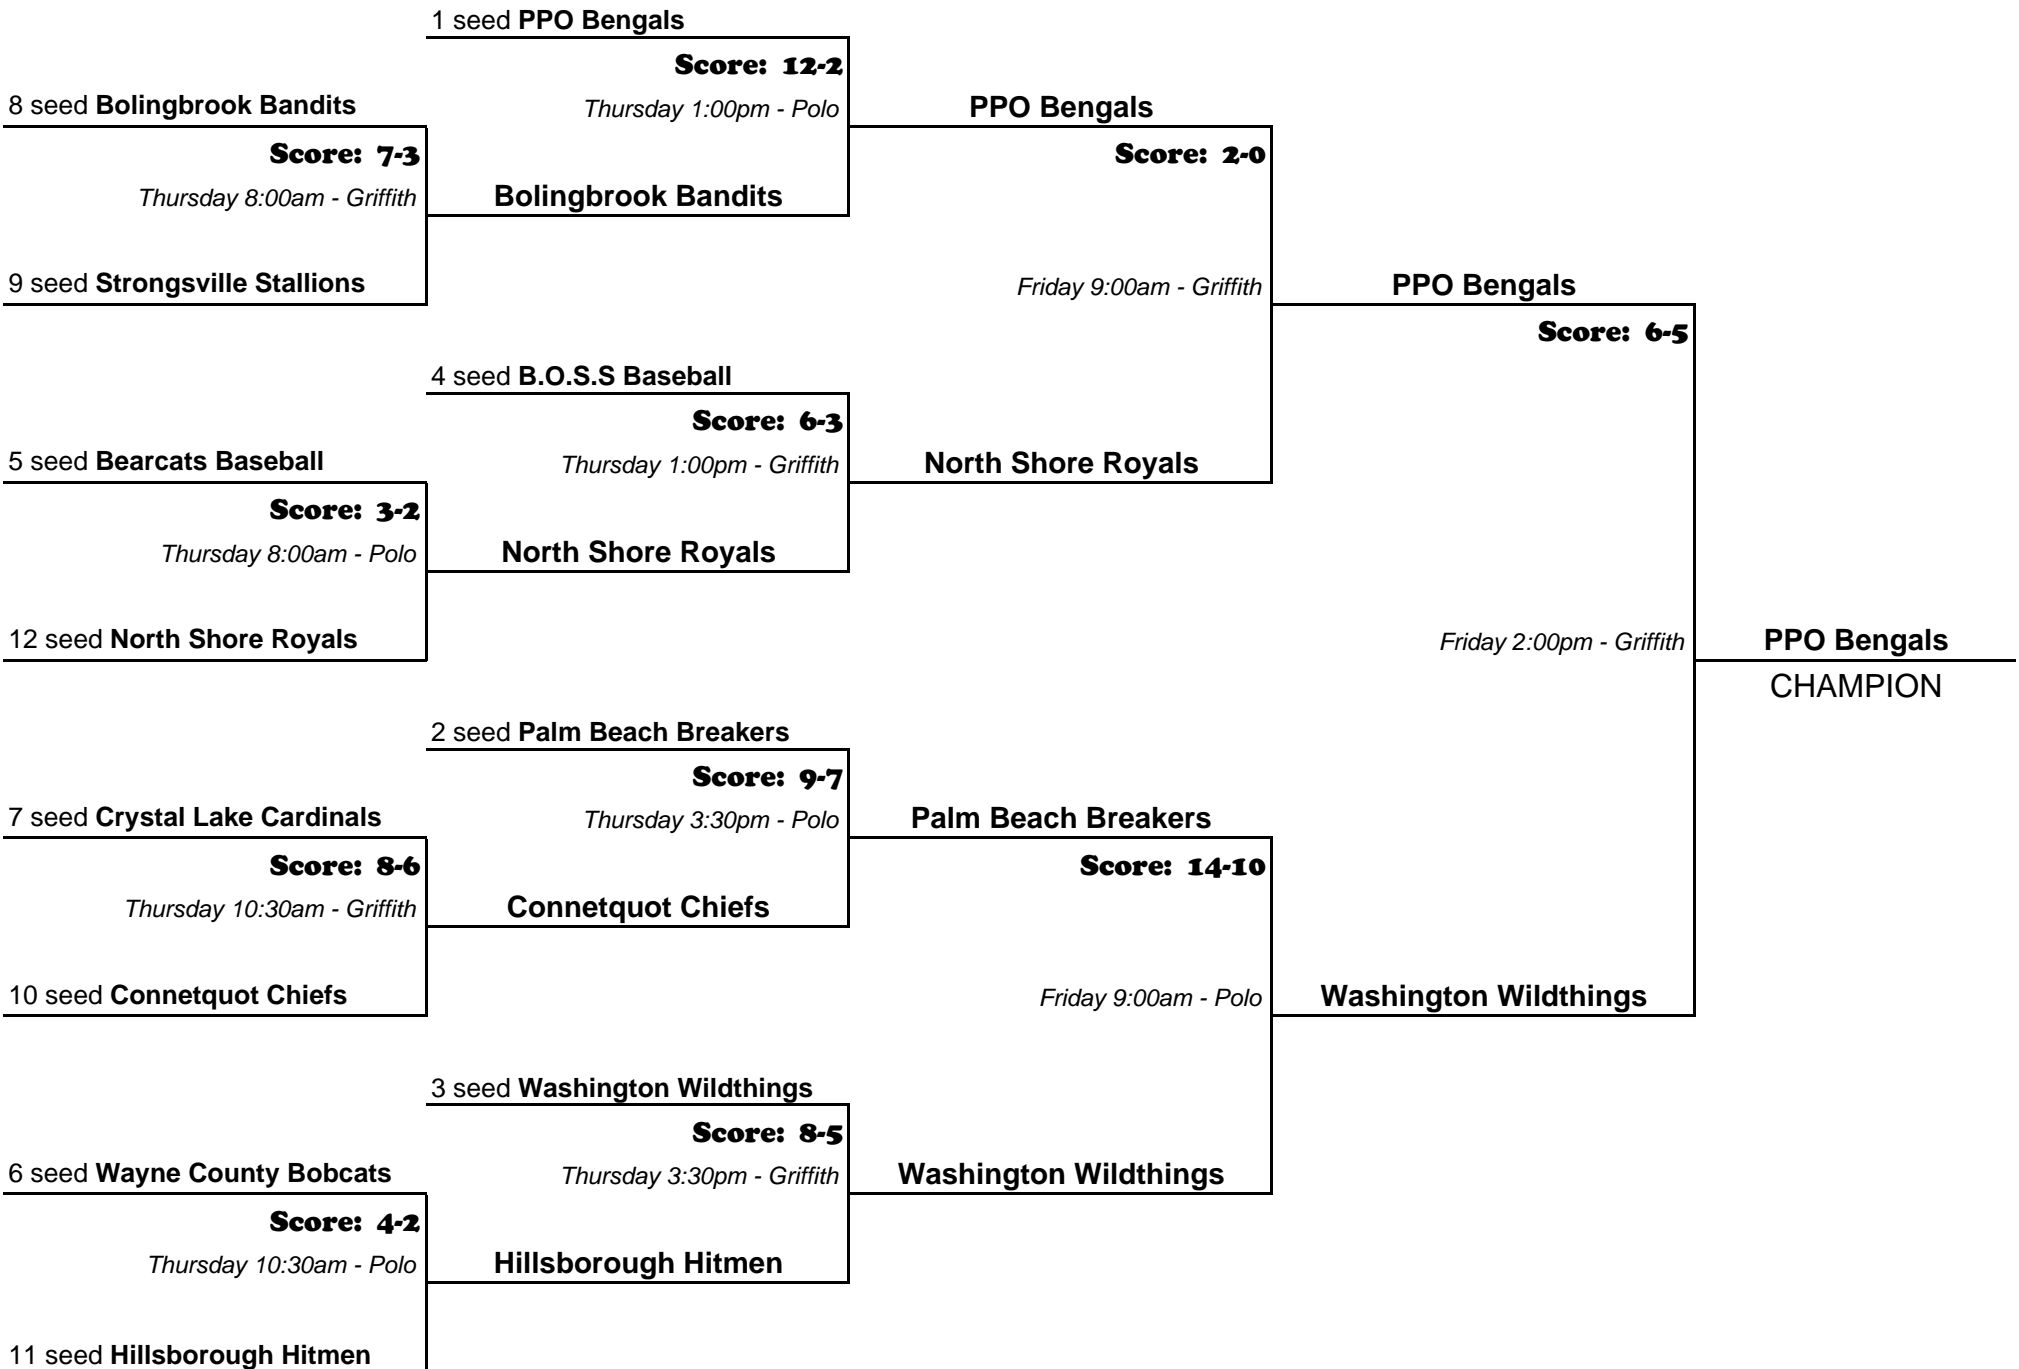 1 seed PPO Bengals
Score: 12-2
8 seed Bolingbrook Bandits
Thursday 1:00pm - Polo
PPO Bengals
Score: 7-3
Score: 2-0
Thursday 8:00am - Griffith
Bolingbrook Bandits
9 seed Strongsville Stallions
Friday 9:00am - Griffith
PPO Bengals
Score: 6-5
4 seed B.O.S.S Baseball
Score: 6-3
5 seed Bearcats Baseball
Thursday 1:00pm - Griffith
North Shore Royals
Score: 3-2
Thursday 8:00am - Polo
North Shore Royals
12 seed North Shore Royals
Friday 2:00pm - Griffith
PPO Bengals
CHAMPION
2 seed Palm Beach Breakers
Score: 9-7
7 seed Crystal Lake Cardinals
Thursday 3:30pm - Polo
Palm Beach Breakers
Score: 8-6
Score: 14-10
Thursday 10:30am - Griffith
Connetquot Chiefs
10 seed Connetquot Chiefs
Friday 9:00am - Polo
Washington Wildthings
3 seed Washington Wildthings
Score: 8-5
6 seed Wayne County Bobcats
Thursday 3:30pm - Griffith
Washington Wildthings
Score: 4-2
Thursday 10:30am - Polo
Hillsborough Hitmen
11 seed Hillsborough Hitmen